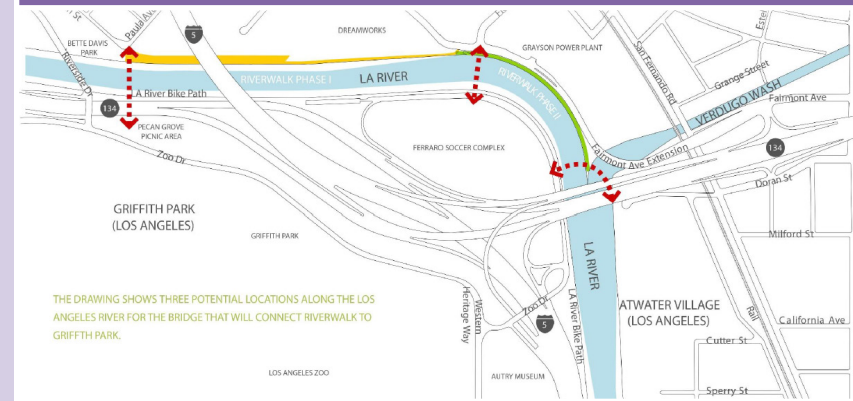 Paula Ave
5
DREAMWORKS
BETTE DAVIS
PARK
GRAYSON POWER PLANT
Riverside Dr
RIVERWALK PHASE I
LA RIVER
RIVERWALK PHASE II
San Fernando Rd
Grange Street
LA River Bike Path
VERDUGO WASH
Fairmont Ave
134
PECAN GROVE
PICNIC AREA
Zoo Dr
FERRARO SOCCER COMPLEX
Fairmont Ave Extension
134
Doran St
GRIFFITH PARK
(LOS ANGELES)
GRIFFITH PARK
Milford St
LA RIVER
THE DRAWING SHOWS THREE POTENTIAL LOCATIONS ALONG THE LOS
ANGELES RIVER FOR THE BRIDGE THAT WILL CONNECT RIVERWALK TO
GRIFFTH PARK.
Western
Heritage Way
Zoo Dr
5
LA River Bike Path
ATWATER VILLAGE
(LOS ANGELES)
Rail
California Ave
Cutter St
LOS ANGELES ZOO
AUTRY MUSEUM
Sperry St